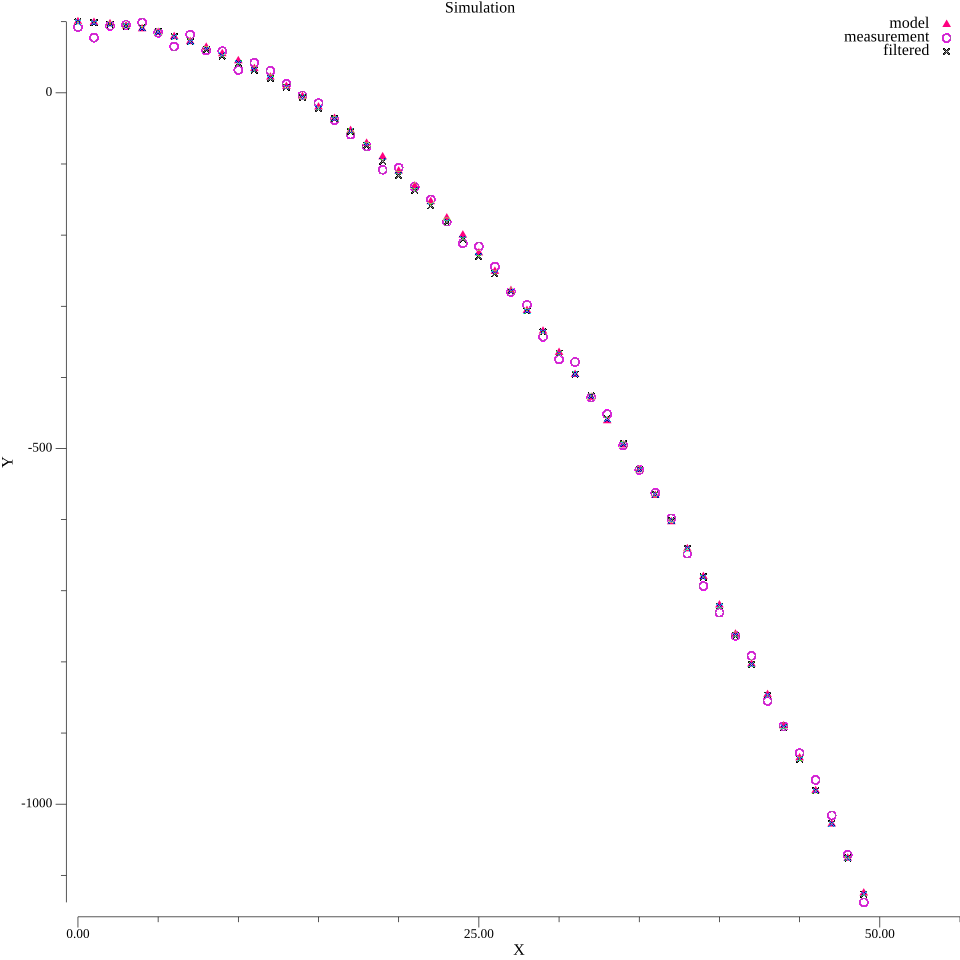 Simulation
model
measurement
filtered
0
-500
-1000
Y
0.00
25.00
50.00
X